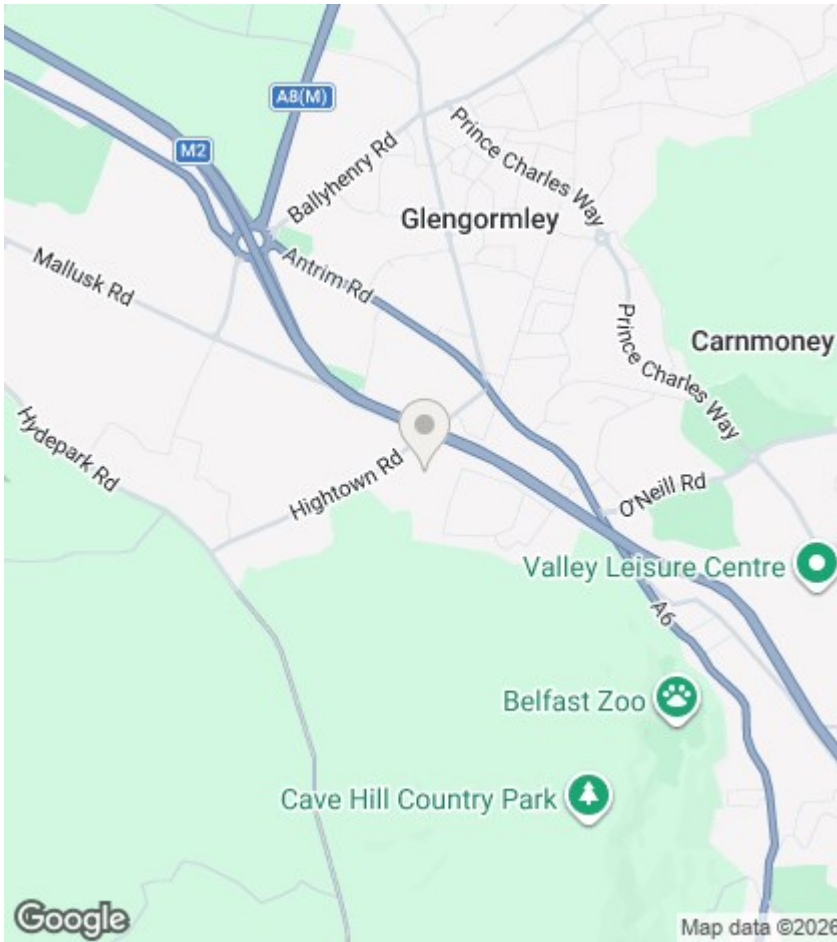 A8(M)
M2
Ballyhenry Rd
Prince Charles Way
Glengormley
Mallusk Rd
Antrim Rd
Prince Charles Way
Carnmoney
Hydepark Rd
Hightown Rd
O'Neill Rd
Valley Leisure Centre
A6
Belfast Zoo
Cave Hill Country Park
Google
Map data ©2026